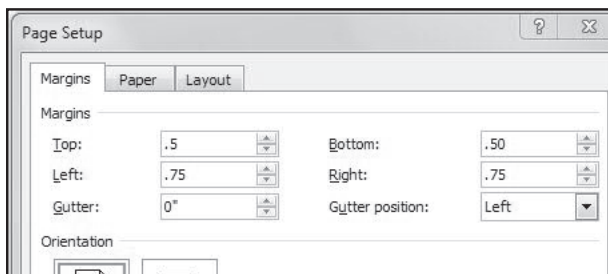 Page Setup
Margins Paper Layout
Margins
Top: .5 Bottom: .50
Left: .75 Right: .75
Gutter: 0" Gutter position: Left
Orientation